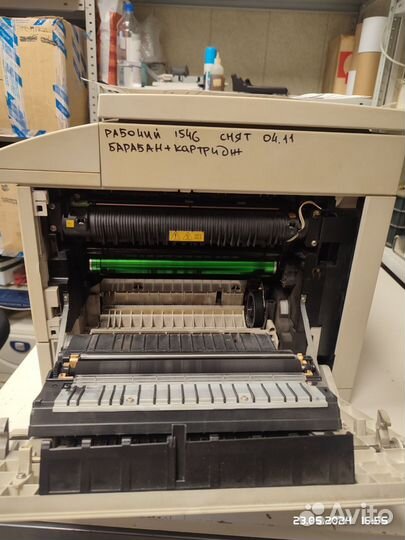 РАБОЧИЙ 1546 СНЯТ 04.11
БАРАБАН+КАРТРИДЖ
23.05.2024 16:55
Avito